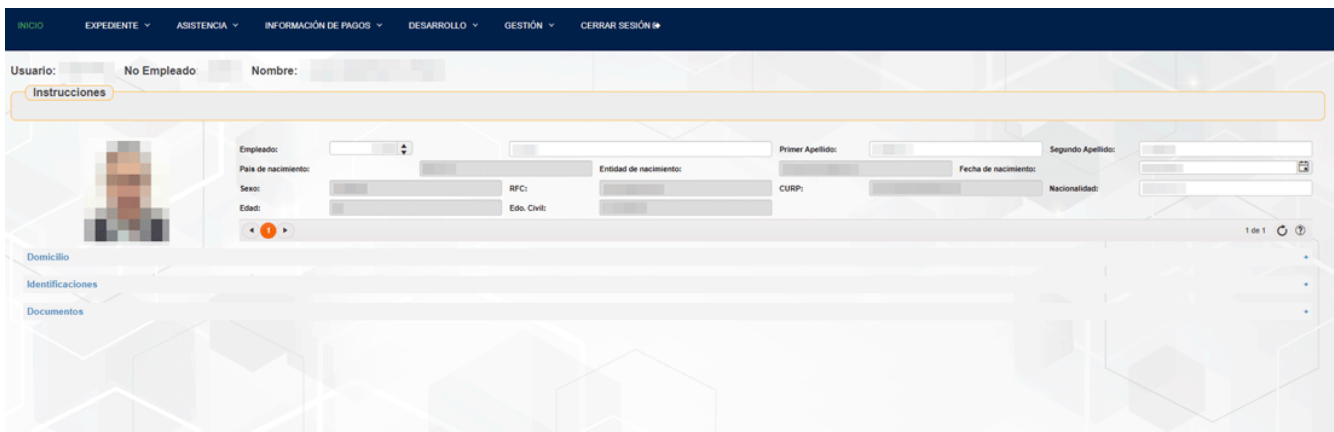 INICIO EXPEDIENTE ASISTENCIA INFORMACIÓN DE PAGOS DESARROLLO GESTIÓN CERRAR SESIÓN
Usuario: No Empleado: Nombre:
Instrucciones
Empleado: Primer Apellido: Segundo Apellido:
País de nacimiento: Entidad de nacimiento: Fecha de nacimiento:
Sexo: RFC: CURP: Nacionalidad:
Edad: Edo. Civil:
1 1 de 1
Domicilio +
Identificaciones +
Documentos +